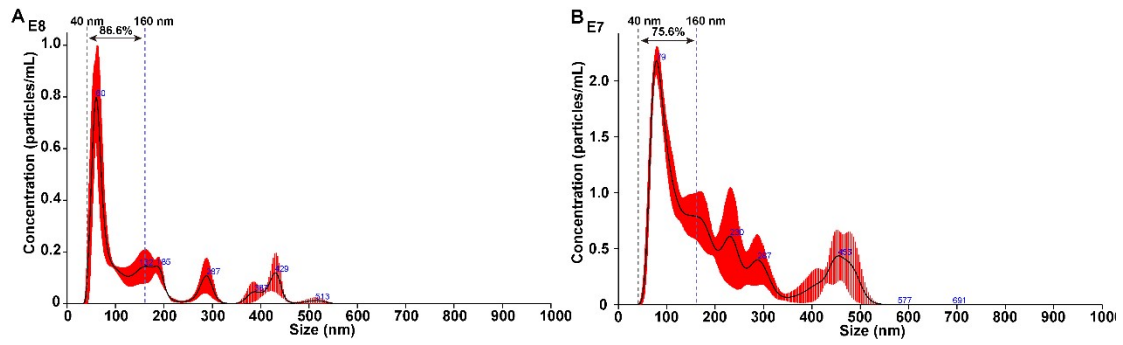 A
E8
40 nm
160 nm
86.6%
Concentration (particles/mL)
1.0
0.8
0.6
0.4
0.2
0
85
429
513
0 100 200 300 400 500 600 700 800 900 1000
Size (nm)
B
E7
40 nm
160 nm
75.6%
Concentration (particles/mL)
2.0
1.5
1.0
0.5
0
79
230
453
577
691
0 100 200 300 400 500 600 700 800 900 1000
Size (nm)